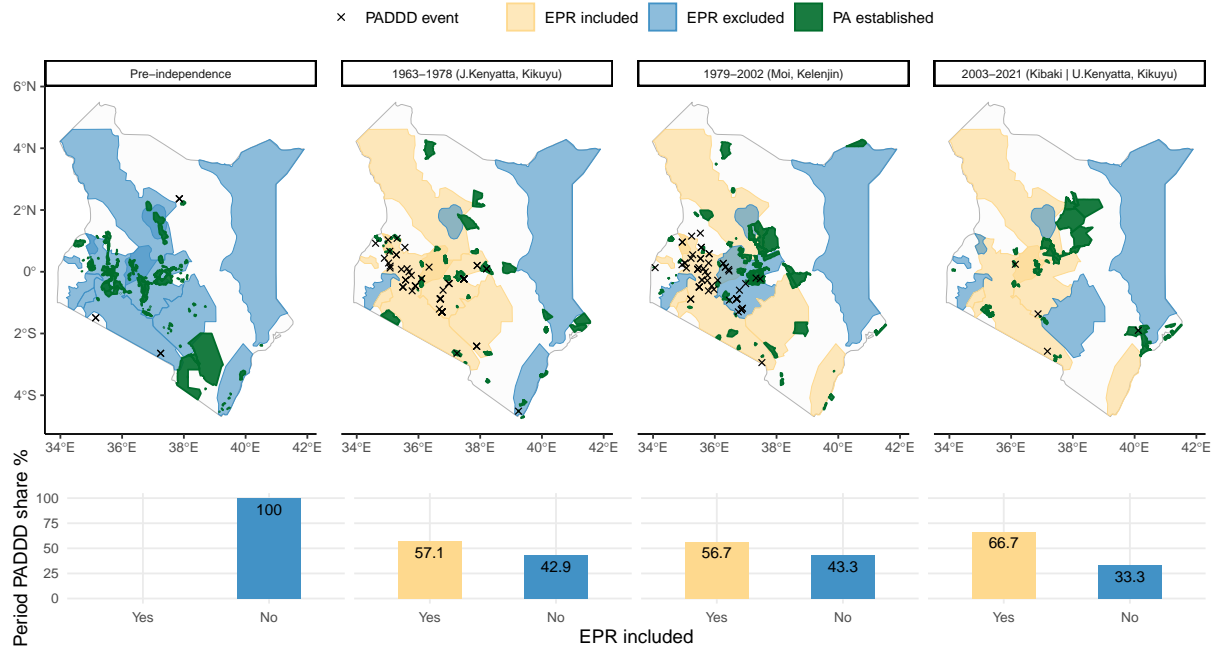 × PADDD event EPR included EPR excluded PA established
Pre−independence
1963−1978 (J.Kenyatta, Kikuyu)
1979−2002 (Moi, Kelenjin)
2003−2021 (Kibaki | U.Kenyatta, Kikuyu)
6°N
4°N
2°N
0°
2°S
4°S
34°E 36°E 38°E 40°E 42°E
34°E 36°E 38°E 40°E 42°E
34°E 36°E 38°E 40°E 42°E
34°E 36°E 38°E 40°E 42°E
Period PADDD share %
100
75
50
25
0
100
57.1
42.9
56.7
43.3
66.7
33.3
Yes No
Yes No
Yes No
Yes No
EPR included